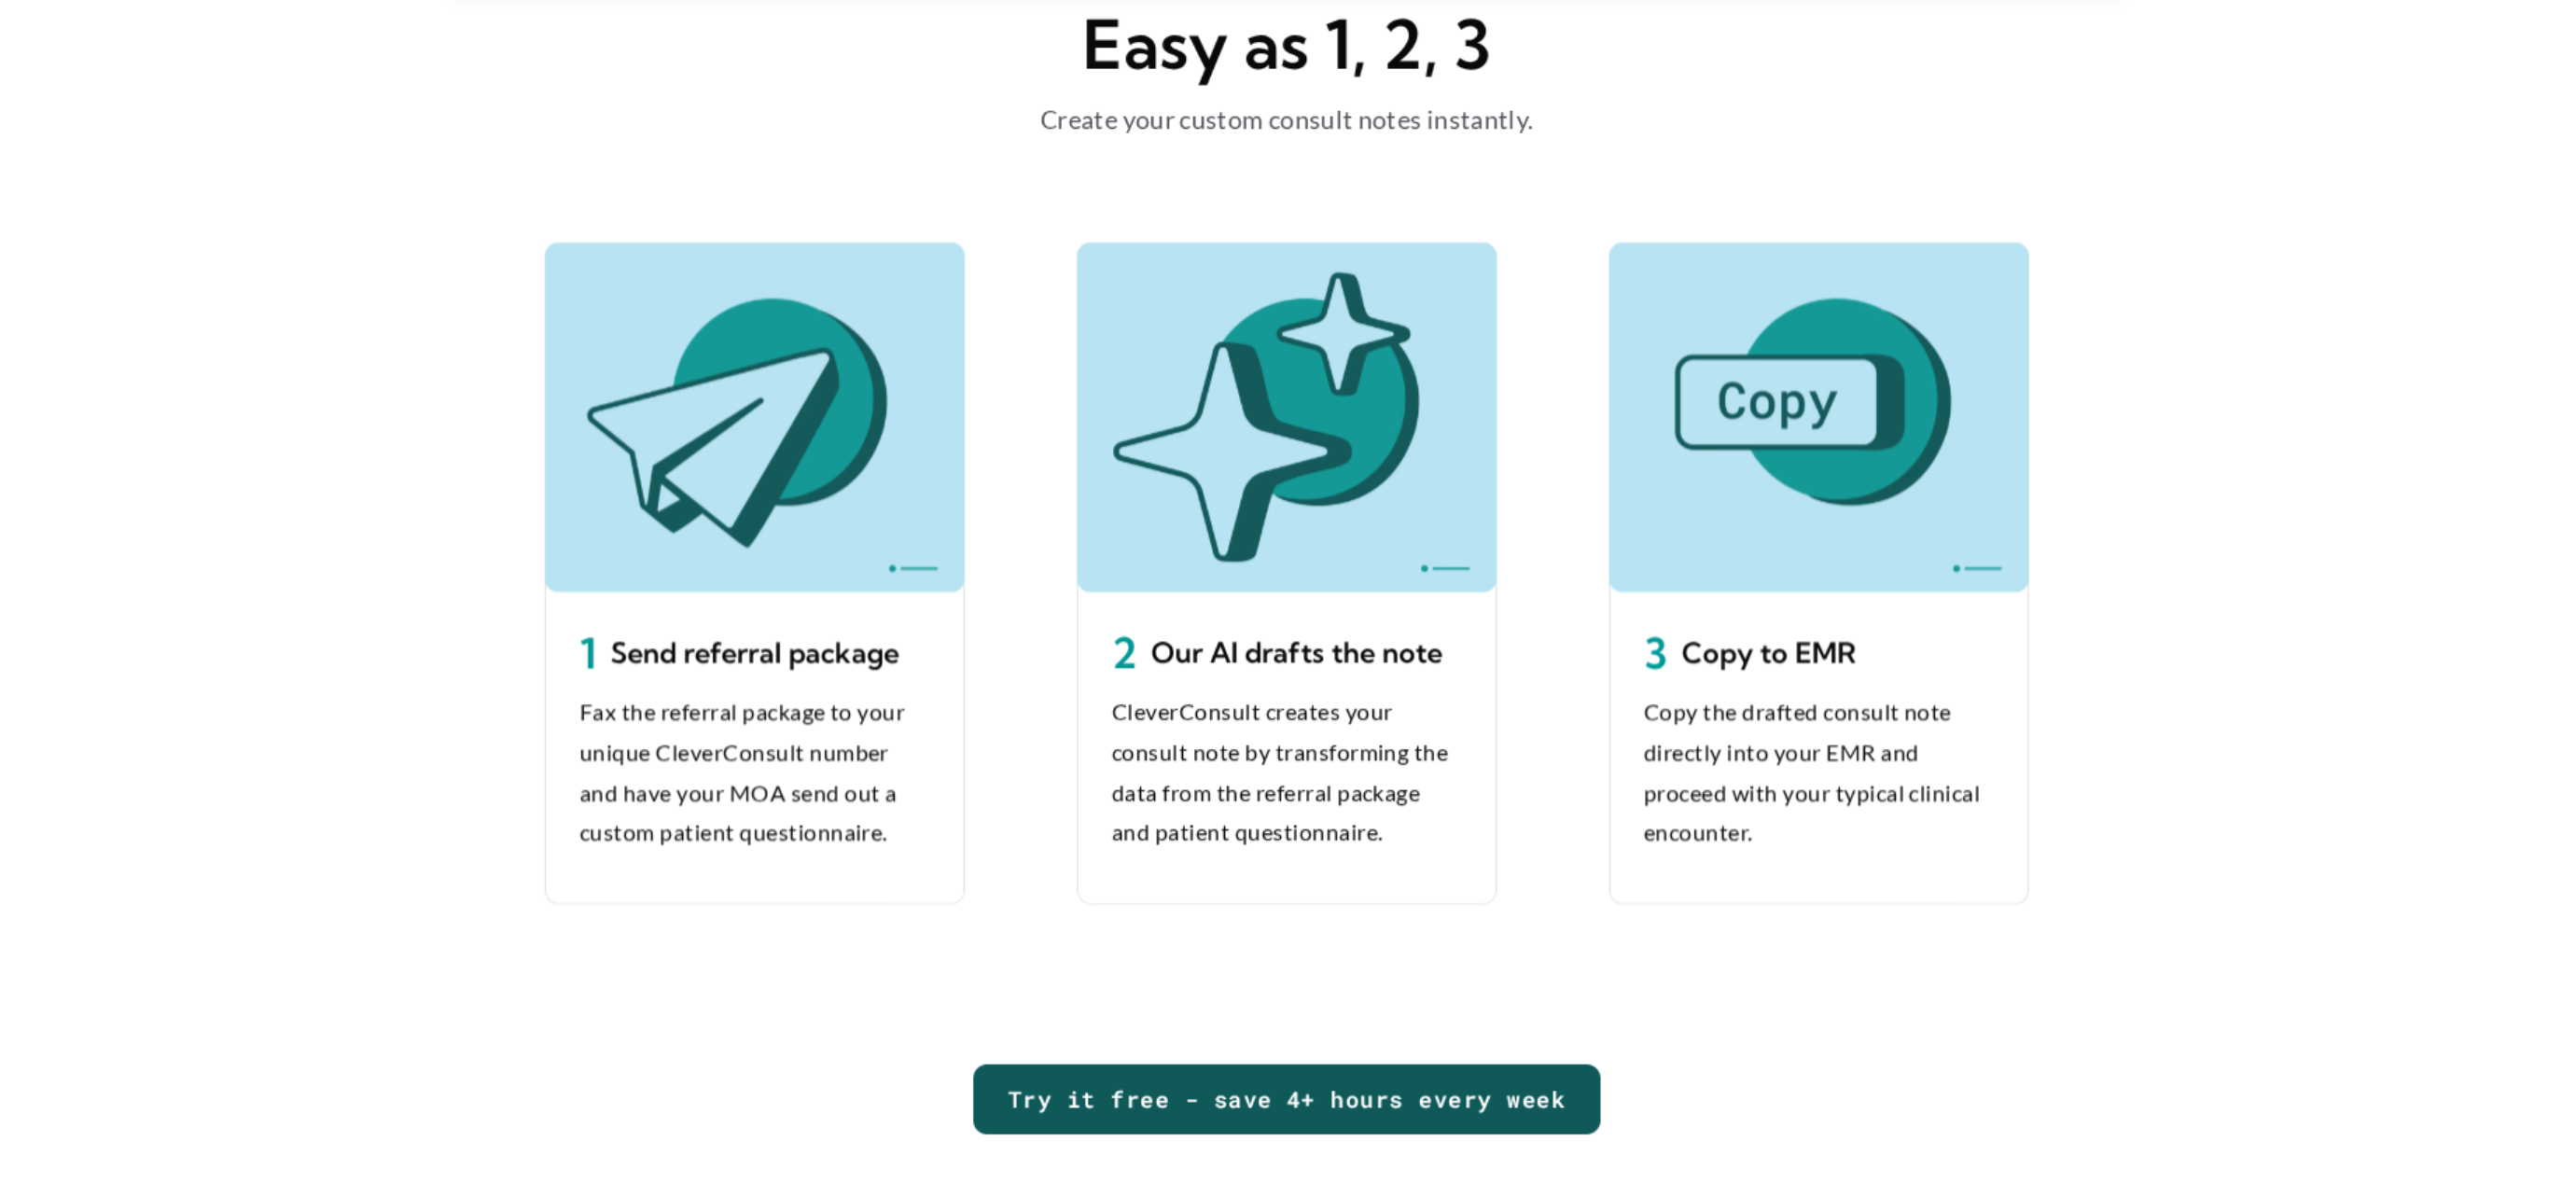 Easy as 1, 2, 3
Create your custom consult notes instantly.
Copy
1 Send referral package
Fax the referral package to your
unique CleverConsult number
and have your MOA send out a
custom patient questionnaire.
2 Our AI drafts the note
CleverConsult creates your
consult note by transforming the
data from the referral package
and patient questionnaire.
3 Copy to EMR
Copy the drafted consult note
directly into your EMR and
proceed with your typical clinical
encounter.
Try it free - save 4+ hours every week